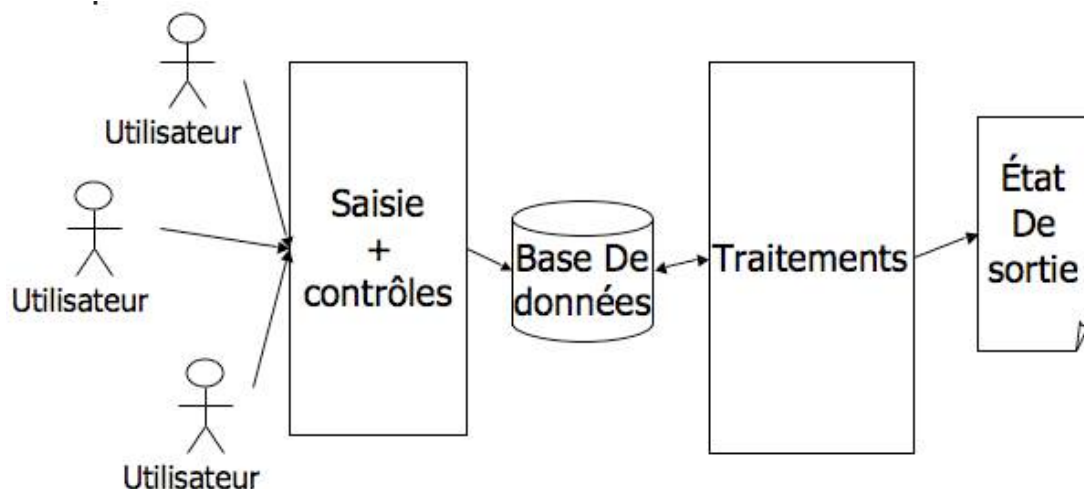 Utilisateur
Utilisateur
Utilisateur
Saisie
+
contrôles
Base De
données
Traitements
État
De
sortie